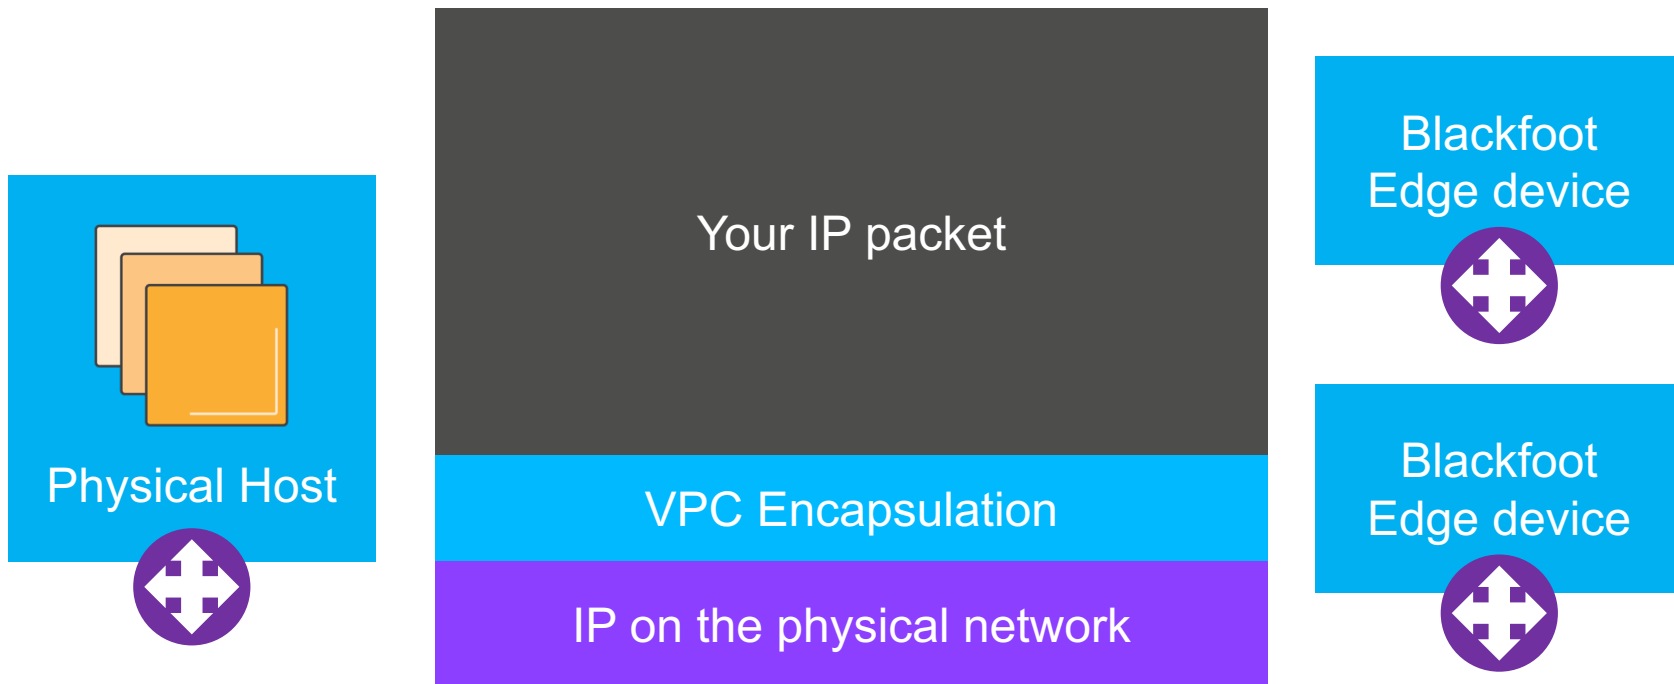 Physical Host
Your IP packet
VPC Encapsulation
IP on the physical network
Blackfoot
Edge device
Blackfoot
Edge device